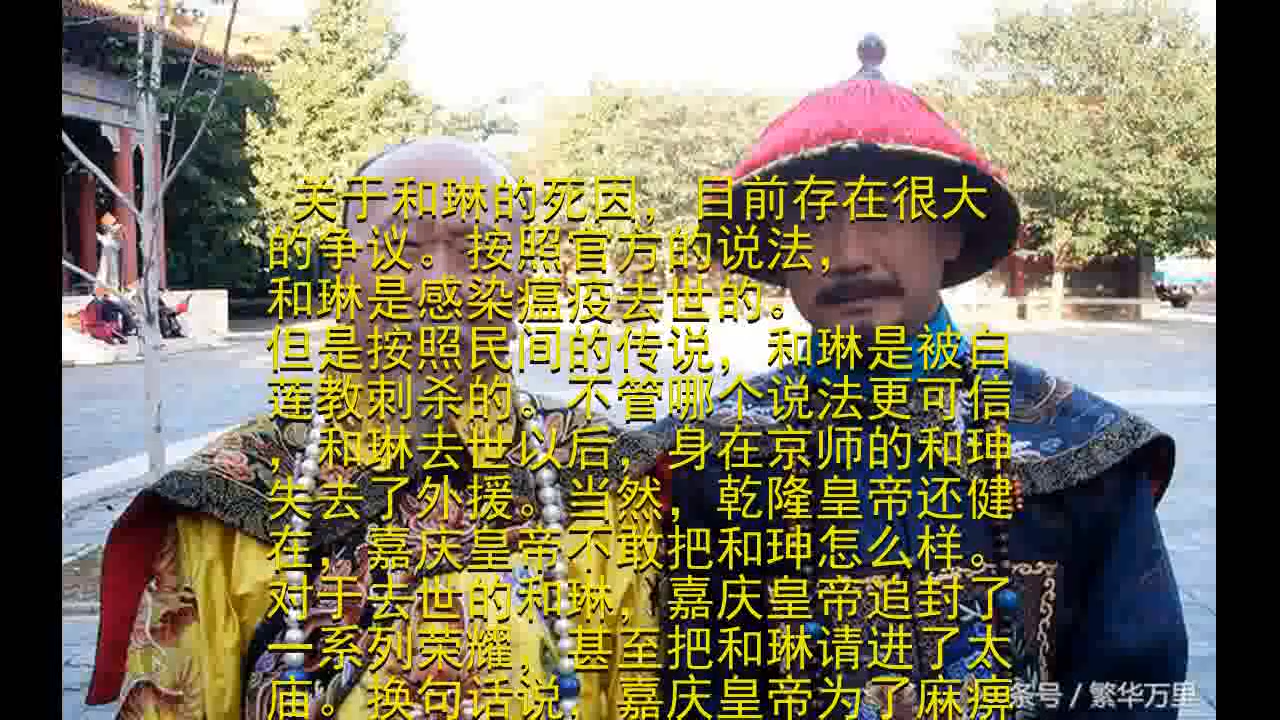 关于和琳的死因，目前存在很大
的争议。按照官方的说法，
和琳是感染瘟疫去世的。
但是按照民间的传说，和琳是被白
莲教刺杀的。不管哪个说法更可信
，和琳去世以后，身在京师的和珅
失去了外援。当然，乾隆皇帝还健
在，嘉庆皇帝不敢把和珅怎么样。
对于去世的和琳，嘉庆皇帝追封了
一系列荣耀，甚至把和琳请进了太
庙。换句话说，嘉庆皇帝为了麻痹
号 / 繁华万里